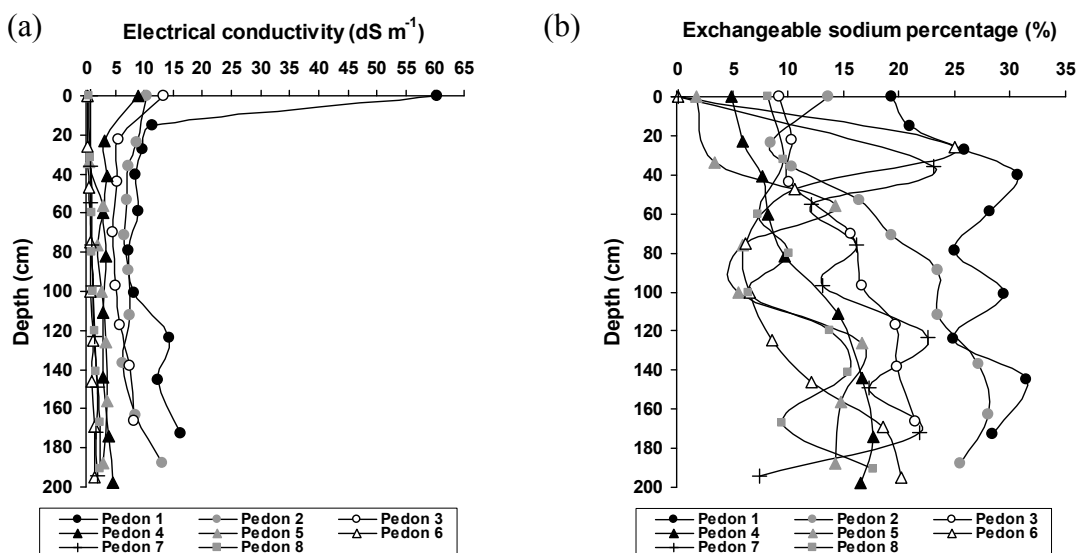 (a)
Electrical conductivity (dS m⁻¹)
0 5 10 15 20 25 30 35 40 45 50 55 60 65
Depth (cm)
0
20
40
60
80
100
120
140
160
180
200
Pedon 1 Pedon 2 Pedon 3
Pedon 4 Pedon 5 Pedon 6
Pedon 7 Pedon 8
(b)
Exchangeable sodium percentage (%)
0 5 10 15 20 25 30 35
Depth (cm)
0
20
40
60
80
100
120
140
160
180
200
Pedon 1 Pedon 2 Pedon 3
Pedon 4 Pedon 5 Pedon 6
Pedon 7 Pedon 8